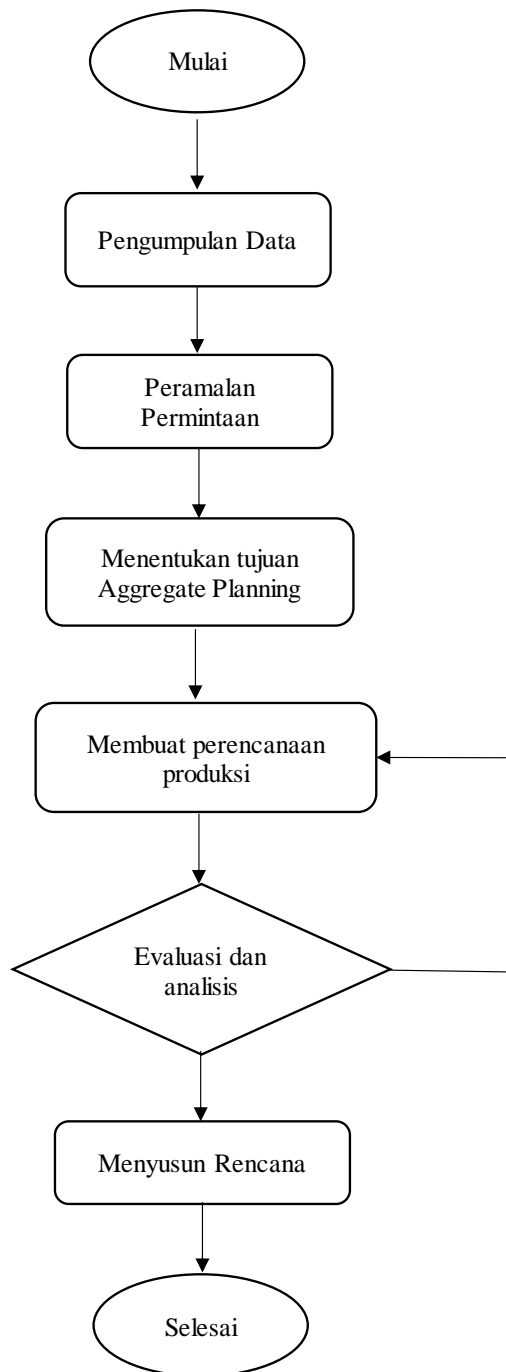 Mulai
Pengumpulan Data
Peramalan
Permintaan
Menentukan tujuan
Aggregate Planning
Membuat perencanaan
produksi
Evaluasi dan
analisis
Menyusun Rencana
Selesai